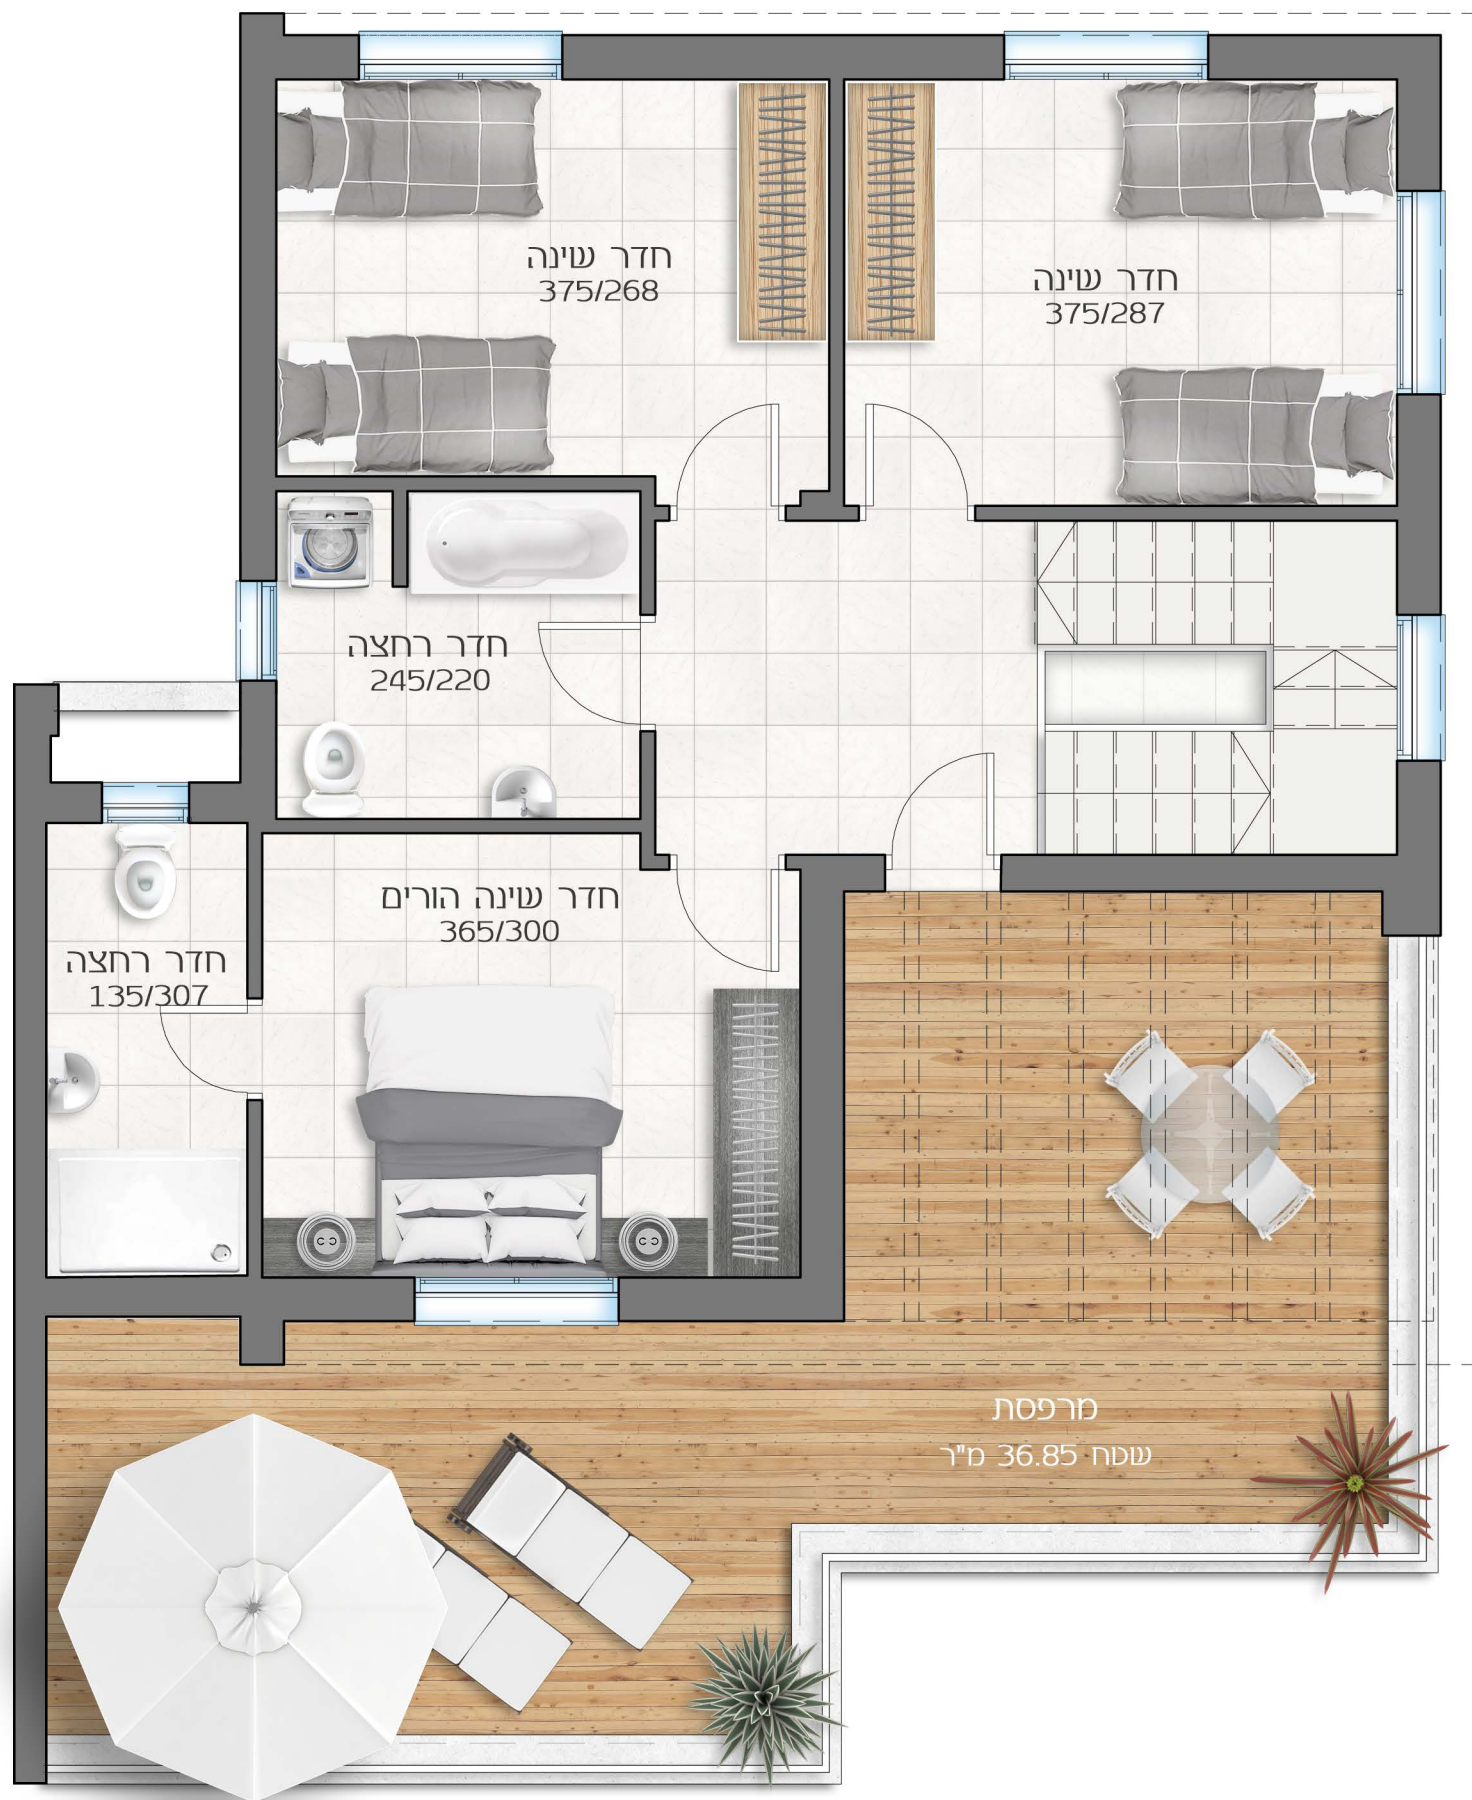 חדר שינה
375/268
חדר שינה
375/287
חדר רחצה
245/220
חדר שינה הורים
365/300
חדר רחצה
135/307
מרפסת
שטח 36.85 מ"ר